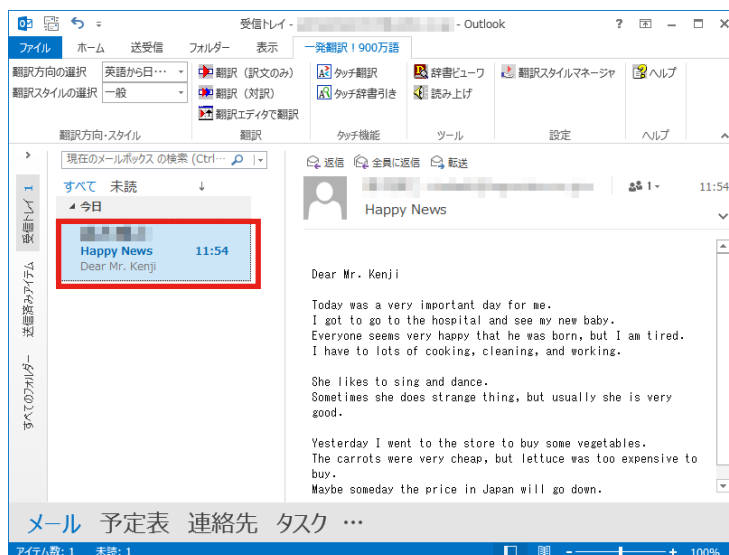 受信トレイ - - Outlook
ファイル ホーム 送受信 フォルダー 表示 一発翻訳！900万語
翻訳方向の選択 英語から日… 翻訳（訳文のみ） タッチ翻訳 辞書ビューワ 翻訳スタイルマネージャ ヘルプ
翻訳スタイルの選択 一般 翻訳（対訳） タッチ辞書引き 読み上げ
翻訳エディタで翻訳
翻訳方向･スタイル 翻訳 タッチ機能 ツール 設定 ヘルプ
現在のメールボックス の検索 (Ctrl…
すべて 未読 ↓
今日
Happy News 11:54
Dear Mr. Kenji
受信トレイ 1
送信済みアイテム
すべてのフォルダー
返信 全員に返信 転送
1 11:54
Happy News
Dear Mr. Kenji
Today was a very important day for me.
I got to go to the hospital and see my new baby.
Everyone seems very happy that he was born, but I am tired.
I have to lots of cooking, cleaning, and working.
She likes to sing and dance.
Sometimes she does strange thing, but usually she is very
good.
Yesterday I went to the store to buy some vegetables.
The carrots were very cheap, but lettuce was too expensive to
buy.
Maybe someday the price in Japan will go down.
メール 予定表 連絡先 タスク …
アイテム数: 1 未読: 1 100%